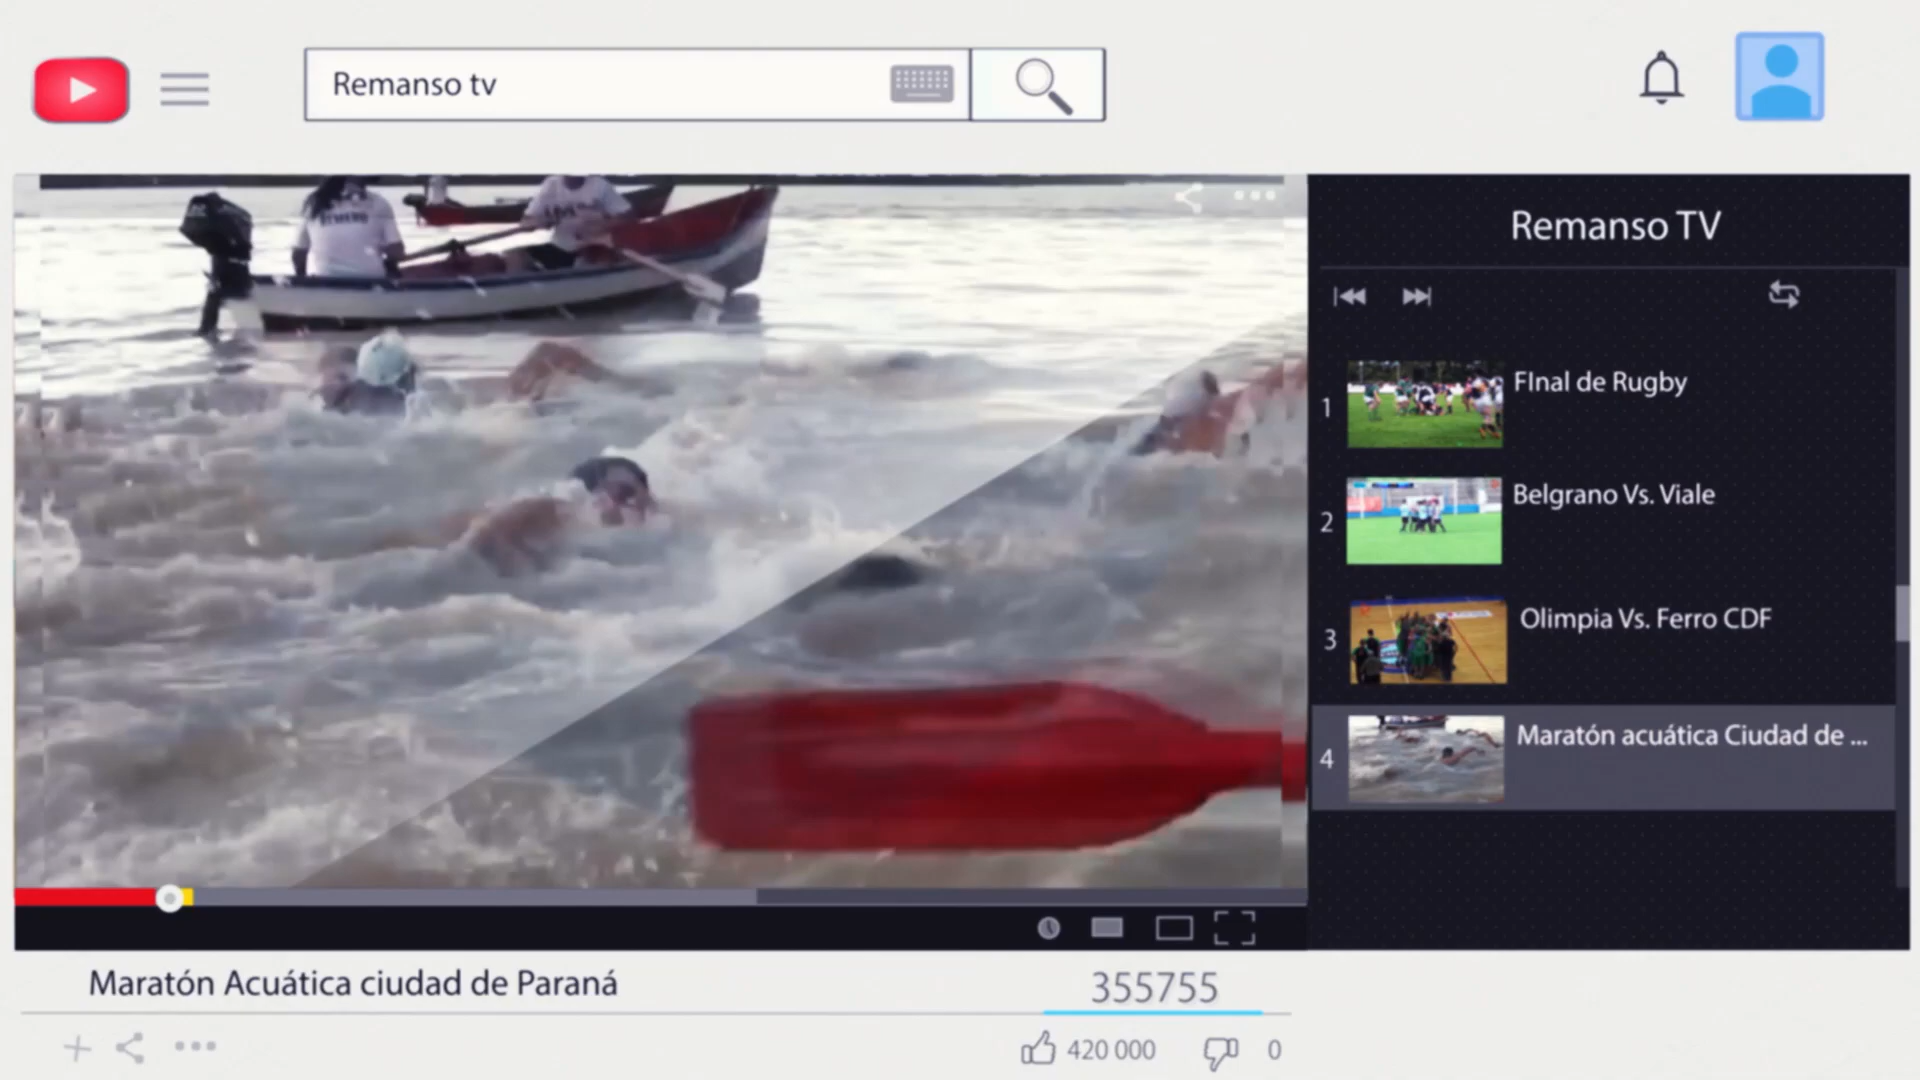 Remanso tv
Remanso TV
1
FInal de Rugby
2
Belgrano Vs. Viale
3
Olimpia Vs. Ferro CDF
4
Maratón acuática Ciudad de ...
Maratón Acuática ciudad de Paraná
355755
420 000
0